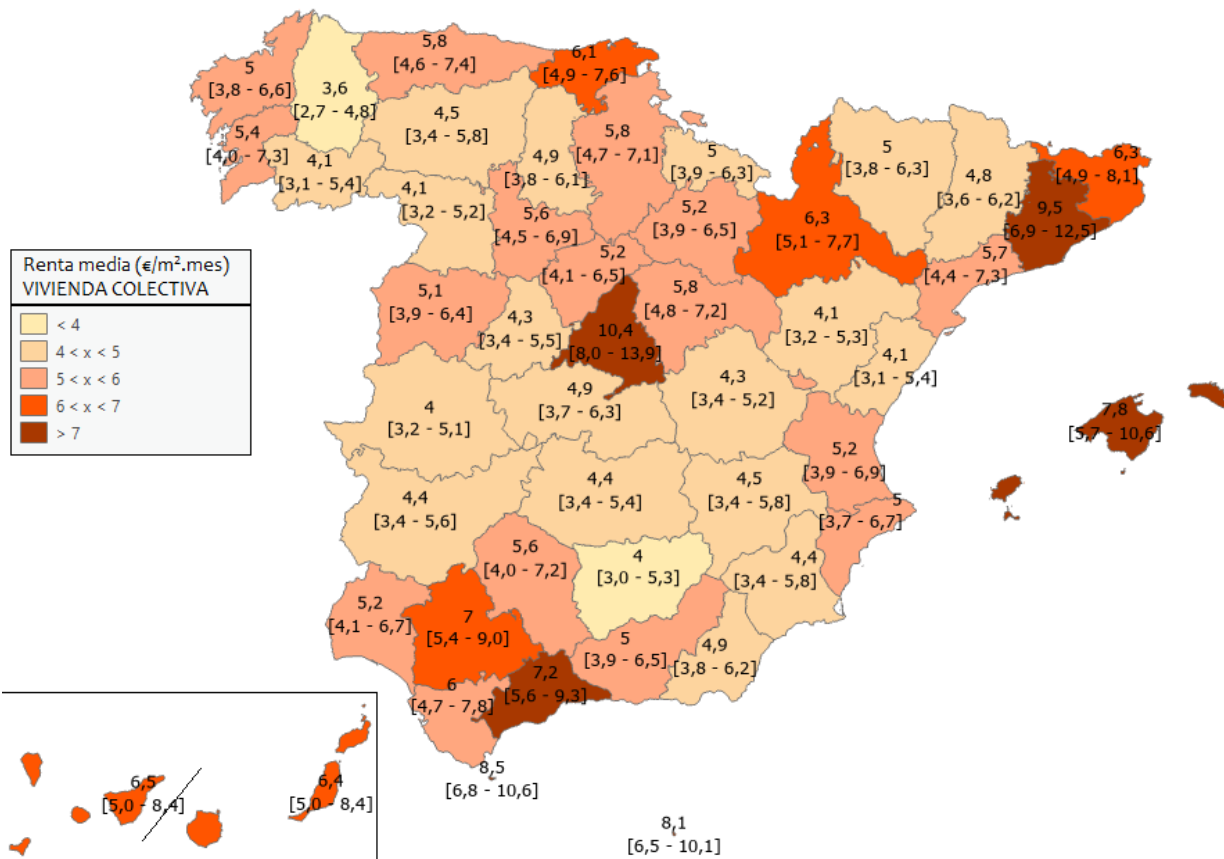 5,8
[4,6 - 7,4]
6,1
[4,9 - 7,6]
5
[3,8 - 6,6]
3,6
[2,7 - 4,8]
4,5
[3,4 - 5,8]
5,8
[4,7 - 7,1]
5,4
[4,0 - 7,3]
4,1
[3,1 - 5,4]
4,9
[3,8 - 6,1]
5
[3,9 - 6,3]
5
[3,8 - 6,3]
4,8
[3,6 - 6,2]
6,3
[4,9 - 8,1]
4,1
[3,2 - 5,2]
5,6
[4,5 - 6,9]
5,2
[3,9 - 6,5]
6,3
[5,1 - 7,7]
9,5
[6,9 - 12,5]
Renta media (€/m².mes)
VIVIENDA COLECTIVA
< 4
4 < x < 5
5 < x < 6
6 < x < 7
> 7
5,2
[4,1 - 6,5]
5,7
[4,4 - 7,3]
5,1
[3,9 - 6,4]
4,3
[3,4 - 5,5]
10,4
[8,0 - 13,9]
5,8
[4,8 - 7,2]
4,1
[3,2 - 5,3]
4,1
[3,1 - 5,4]
4
[3,2 - 5,1]
4,9
[3,7 - 6,3]
4,3
[3,4 - 5,2]
7,8
[5,7 - 10,6]
5,2
[3,9 - 6,9]
4,4
[3,4 - 5,6]
4,4
[3,4 - 5,4]
4,5
[3,4 - 5,8]
5
[3,7 - 6,7]
5,6
[4,0 - 7,2]
4
[3,0 - 5,3]
4,4
[3,4 - 5,8]
5,2
[4,1 - 6,7]
7
[5,4 - 9,0]
5
[3,9 - 6,5]
4,9
[3,8 - 6,2]
6
[4,7 - 7,8]
7,2
[5,6 - 9,3]
8,5
[6,8 - 10,6]
6,5
[5,0 - 8,4]
6,4
[5,0 - 8,4]
8,1
[6,5 - 10,1]